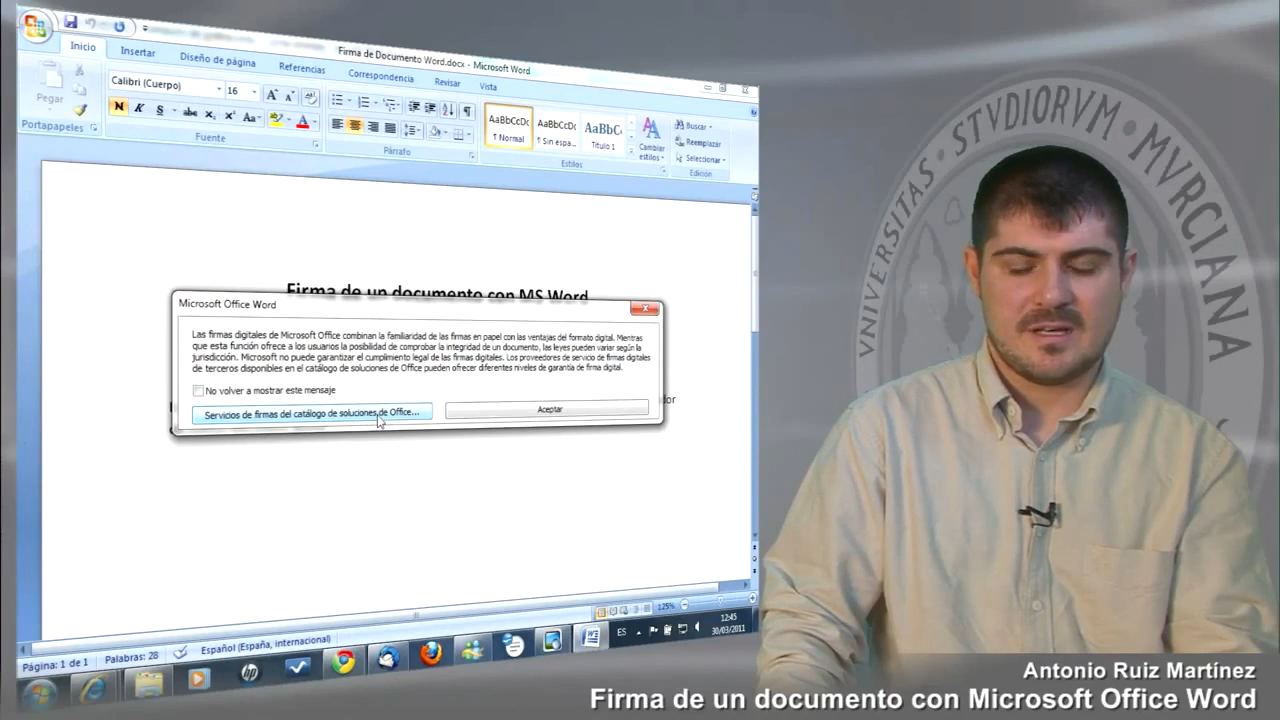 Firma de Documento Word.docx - Microsoft Word
Inicio
Insertar
Diseño de página
Referencias
Correspondencia
Revisar
Vista
Pegar
Portapapeles
Calibri (Cuerpo)
16
N K S abc x₂ x² Aa
Fuente
Párrafo
AaBbCcDc
¶ Normal
AaBbCcDc
¶ Sin espa...
AaBbC
Título 1
Cambiar
estilos
Estilos
Buscar
Reemplazar
Seleccionar
Edición
Firma de un documento con MS Word
Microsoft Office Word
Las firmas digitales de Microsoft Office combinan la familiaridad de las firmas en papel con las ventajas del formato digital. Mientras
que esta función ofrece a los usuarios la posibilidad de comprobar la integridad de un documento, las leyes pueden variar según la
jurisdicción. Microsoft no puede garantizar el cumplimiento legal de las firmas digitales. Los proveedores de servicio de firmas digitales
de terceros disponibles en el catálogo de soluciones de Office pueden ofrecer diferentes niveles de garantía de firma digital.
No volver a mostrar este mensaje
Servicios de firmas del catálogo de soluciones de Office...
Aceptar
Página: 1 de 1
Palabras: 28
Español (España, internacional)
125%
ES
12:45
30/03/2011
VNIVERSITAS · STVDIORVM MVRCIANA
Antonio Ruiz Martínez
Firma de un documento con Microsoft Office Word